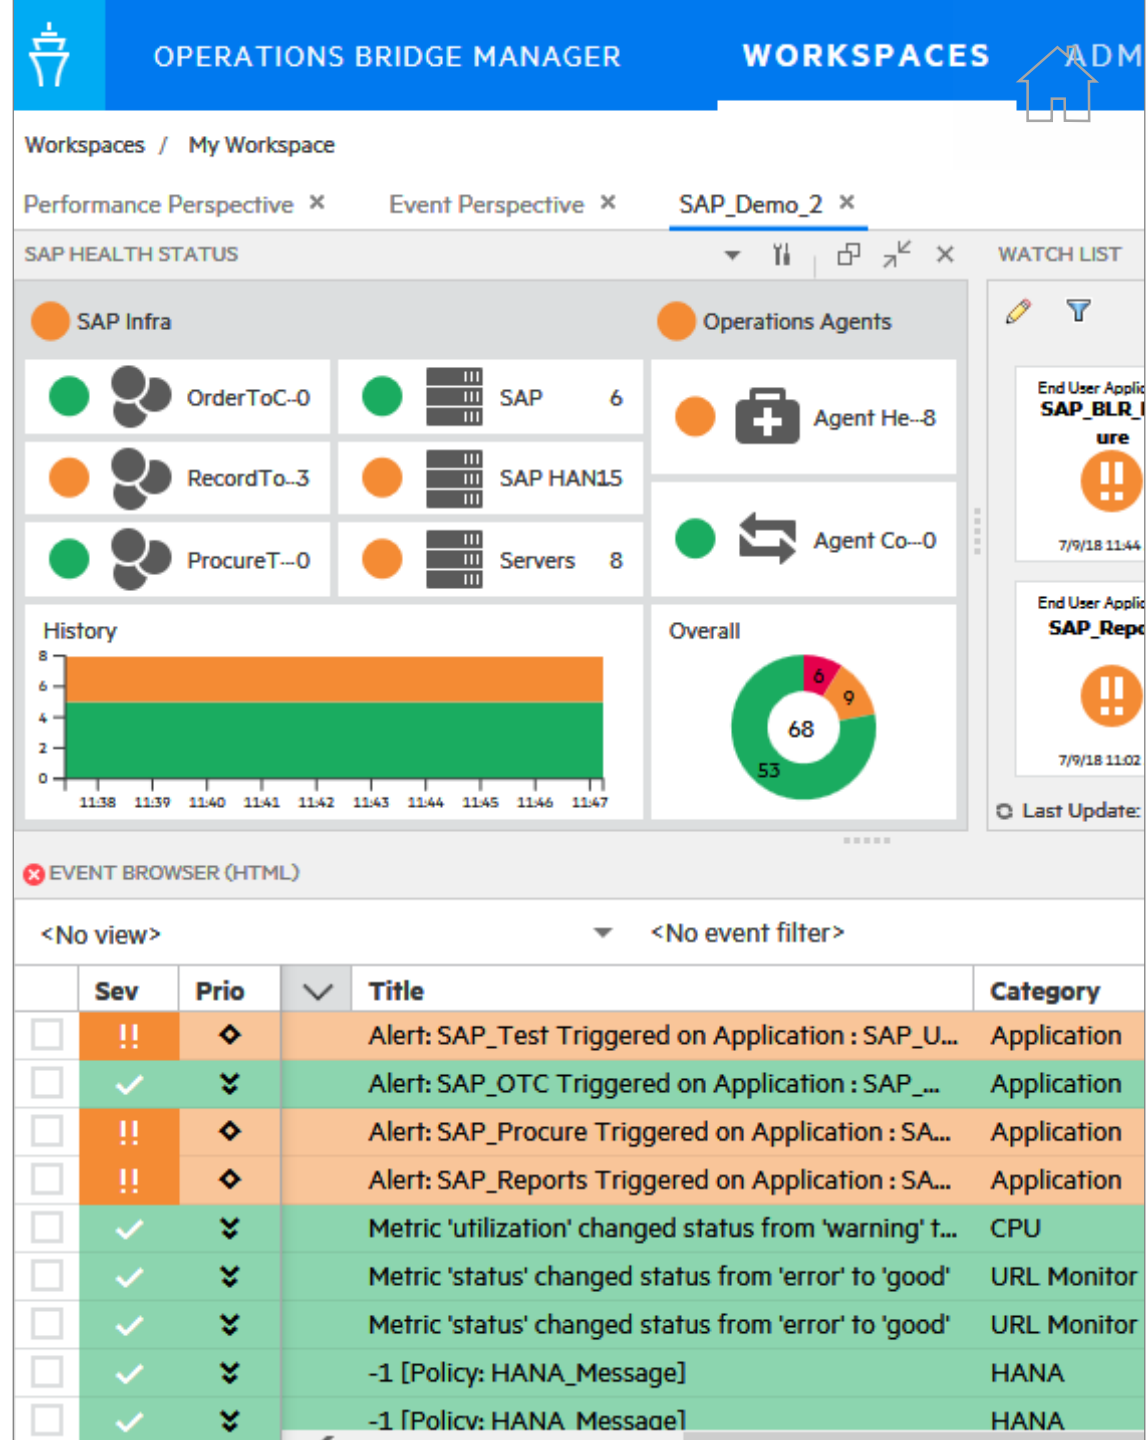 OPERATIONS BRIDGE MANAGER WORKSPACES ADM
Workspaces / My Workspace
Performance Perspective × Event Perspective × SAP_Demo_2 ×
SAP HEALTH STATUS
SAP Infra
Operations Agents
OrderToC--0
SAP 6
RecordTo..3
SAP HAN15
ProcureT---0
Servers 8
Agent He--8
Agent Co---0
History
8
6
4
2
0
11:38 11:39 11:40 11:41 11:42 11:43 11:44 11:45 11:46 11:47
Overall
6
9
68
53
WATCH LIST
End User Applic
SAP_BLR_
ure
!!
7/9/18 11:44
End User Applic
SAP_Repo
!!
7/9/18 11:02
Last Update:
EVENT BROWSER (HTML)
<No view> <No event filter>
Sev Prio Title Category
!! Alert: SAP_Test Triggered on Application : SAP_U... Application
Alert: SAP_OTC Triggered on Application : SAP_... Application
!! Alert: SAP_Procure Triggered on Application : SA... Application
!! Alert: SAP_Reports Triggered on Application : SA... Application
Metric 'utilization' changed status from 'warning' t... CPU
Metric 'status' changed status from 'error' to 'good' URL Monitor
Metric 'status' changed status from 'error' to 'good' URL Monitor
-1 [Policy: HANA_Message] HANA
-1 [Policy: HANA_Message] HANA